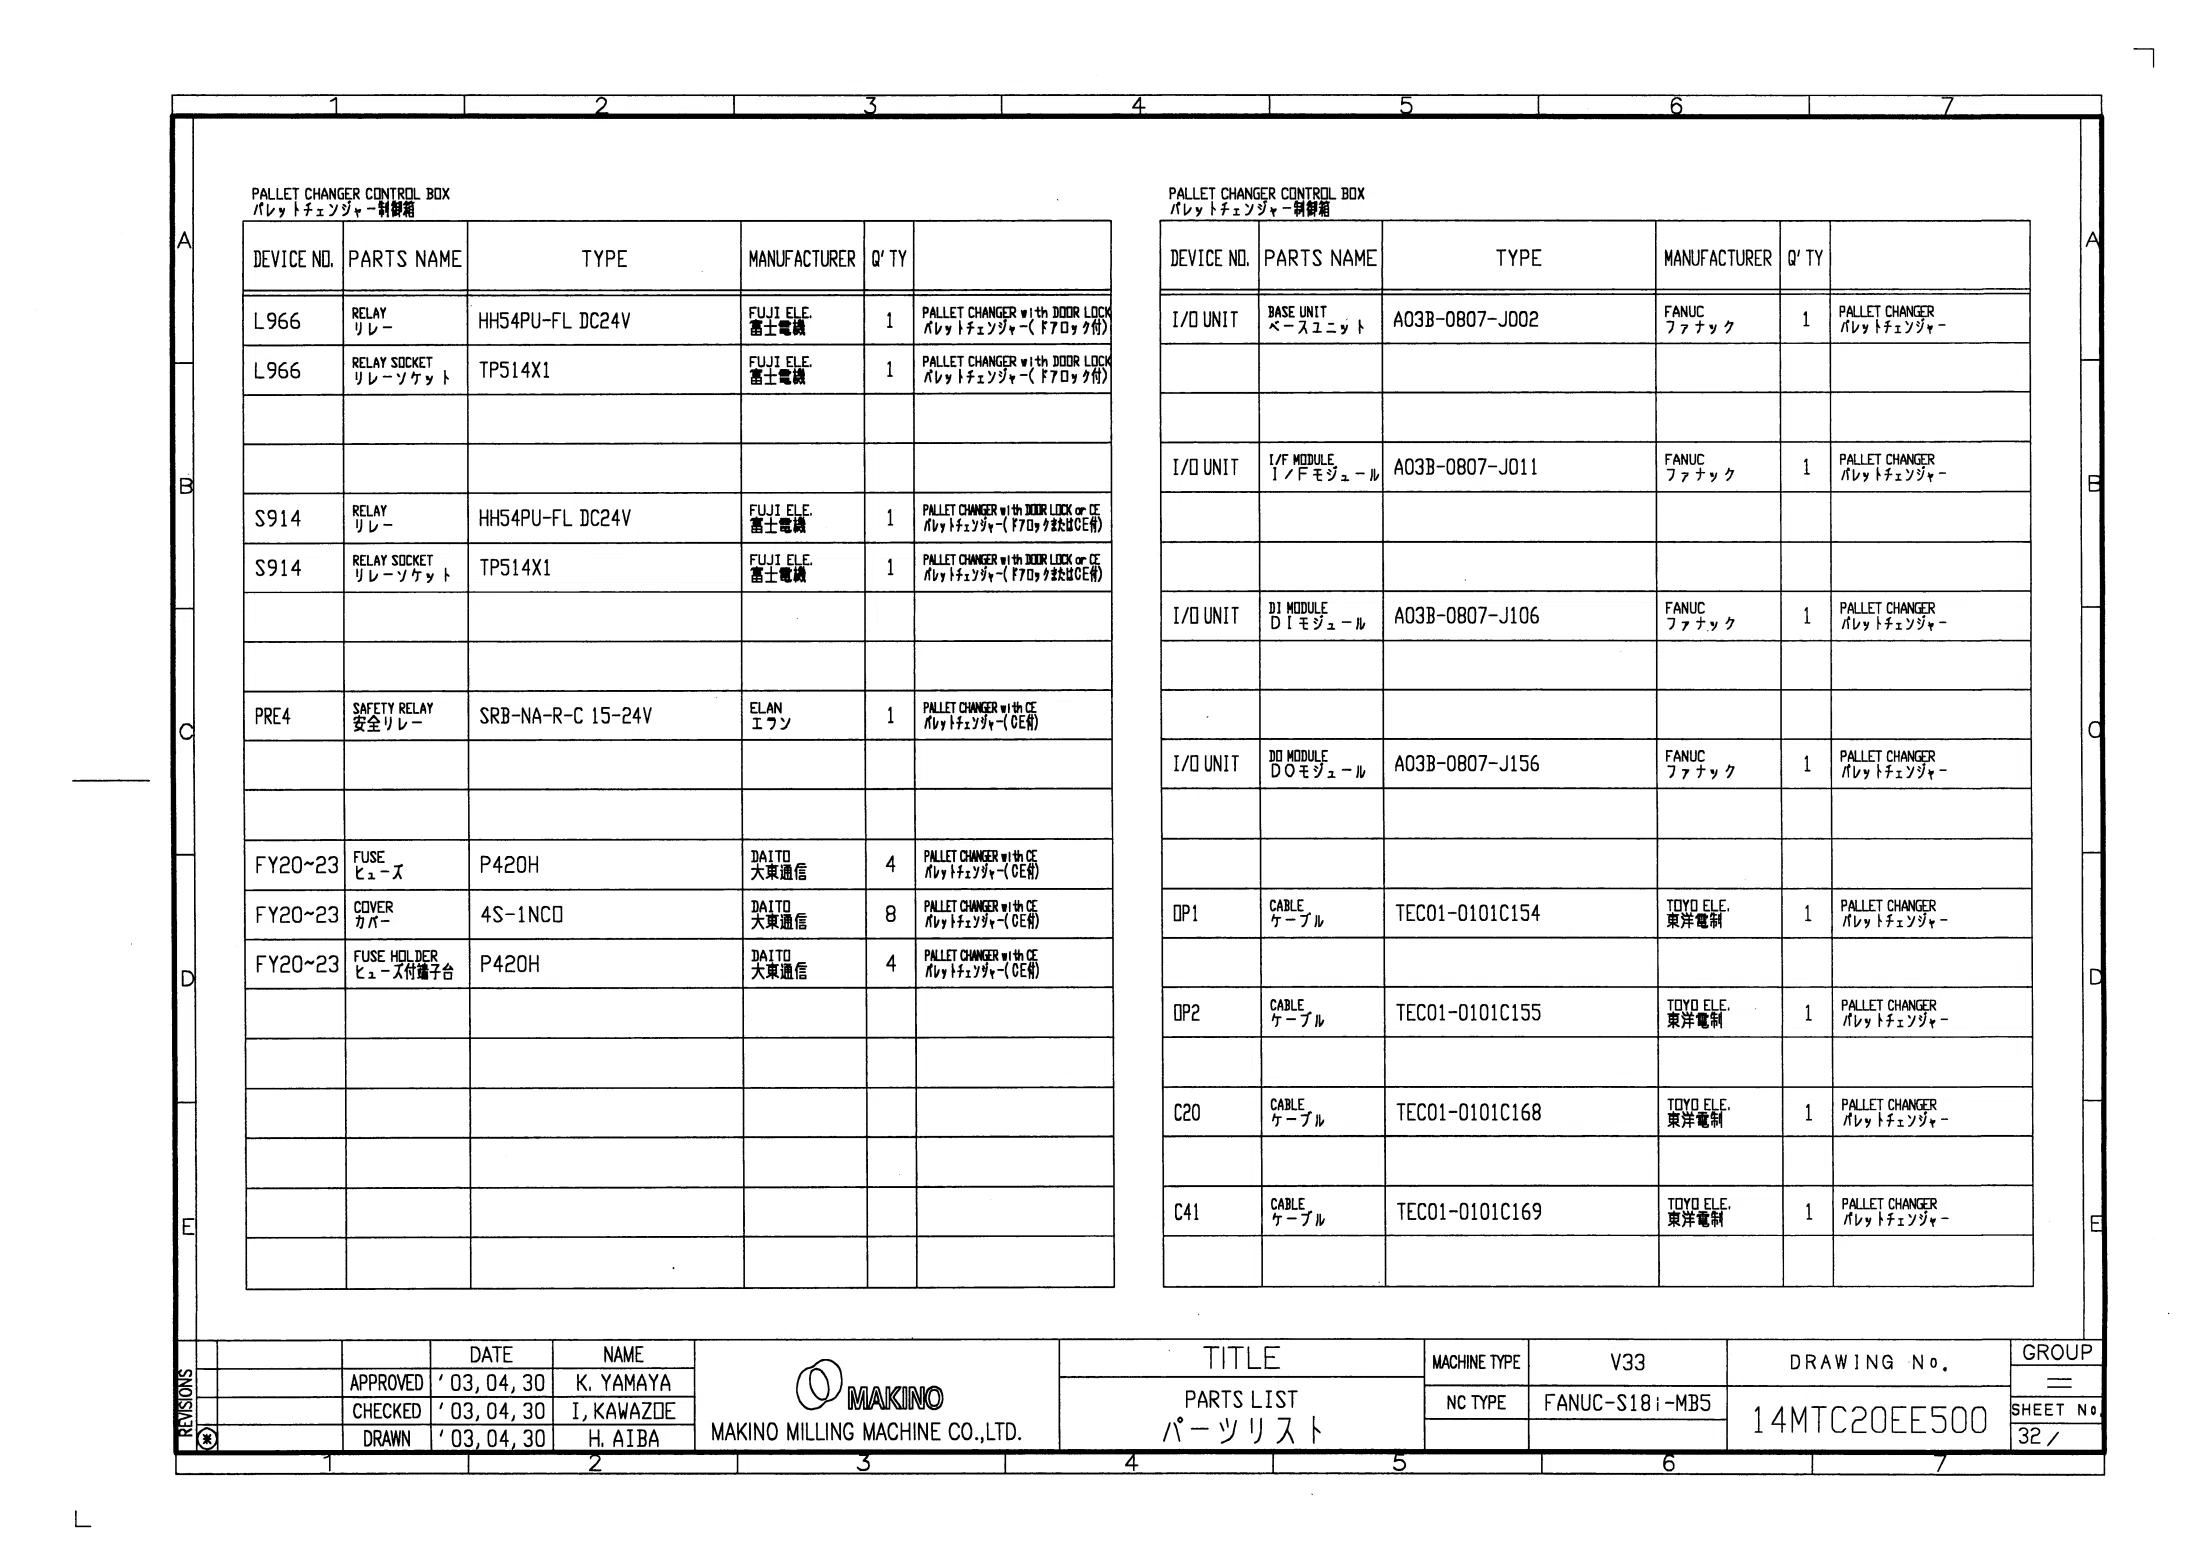 1 2 3 4 5 6 7
PALLET CHANGER CONTROL BOX
パレットチェンジャー制御箱
DEVICE NO. PARTS NAME TYPE MANUFACTURER Q'TY
L966 RELAY HH54PU-FL DC24V FUJI ELE. 1 PALLET CHANGER with DOOR LOCK
リレー 富士電機 パレットチェンジャー(ドアロック付)
L966 RELAY SOCKET TP514X1 FUJI ELE. 1 PALLET CHANGER with DOOR LOCK
リレーソケット 富士電機 パレットチェンジャー(ドアロック付)
S914 RELAY HH54PU-FL DC24V FUJI ELE. 1 PALLET CHANGER with DOOR LOCK or CE
リレー 富士電機 パレットチェンジャー(ドアロックまたはCE付)
S914 RELAY SOCKET TP514X1 FUJI ELE. 1 PALLET CHANGER with DOOR LOCK or CE
リレーソケット 富士電機 パレットチェンジャー(ドアロックまたはCE付)
PRE4 SAFETY RELAY SRB-NA-R-C 15-24V ELAN 1 PALLET CHANGER with CE
安全リレー エラン パレットチェンジャー(CE付)
FY20~23 FUSE P420H DAITO 4 PALLET CHANGER with CE
ヒューズ 大東通信 パレットチェンジャー(CE付)
FY20~23 COVER 4S-1NCO DAITO 8 PALLET CHANGER with CE
カバー 大東通信 パレットチェンジャー(CE付)
FY20~23 FUSE HOLDER P420H DAITO 4 PALLET CHANGER with CE
ヒューズ付端子台 大東通信 パレットチェンジャー(CE付)
PALLET CHANGER CONTROL BOX
パレットチェンジャー制御箱
DEVICE NO. PARTS NAME TYPE MANUFACTURER Q'TY
I/O UNIT BASE UNIT A03B-0807-J002 FANUC 1 PALLET CHANGER
ベースユニット ファナック パレットチェンジャー
I/O UNIT I/F MODULE A03B-0807-J011 FANUC 1 PALLET CHANGER
I/Fモジュール ファナック パレットチェンジャー
I/O UNIT DI MODULE A03B-0807-J106 FANUC 1 PALLET CHANGER
DIモジュール ファナック パレットチェンジャー
I/O UNIT DO MODULE A03B-0807-J156 FANUC 1 PALLET CHANGER
DOモジュール ファナック パレットチェンジャー
OP1 CABLE TEC01-0101C154 TOYO ELE. 1 PALLET CHANGER
ケーブル 東洋電制 パレットチェンジャー
OP2 CABLE TEC01-0101C155 TOYO ELE. 1 PALLET CHANGER
ケーブル 東洋電制 パレットチェンジャー
C20 CABLE TEC01-0101C168 TOYO ELE. 1 PALLET CHANGER
ケーブル 東洋電制 パレットチェンジャー
C41 CABLE TEC01-0101C169 TOYO ELE. 1 PALLET CHANGER
ケーブル 東洋電制 パレットチェンジャー
A A
B B
C C
D D
E E
REVISIONS
DATE NAME
APPROVED '03,04,30 K. YAMAYA
CHECKED '03,04,30 I, KAWAZOE
DRAWN '03,04,30 H. AIBA
MAKINO
MAKINO MILLING MACHINE CO.,LTD.
TITLE
PARTS LIST
パーツリスト
MACHINE TYPE V33
NC TYPE FANUC-S18i-MB5
DRAWING No.
14MTC20EE500
GROUP
=
SHEET No.
32/
1 2 3 4 5 6 7